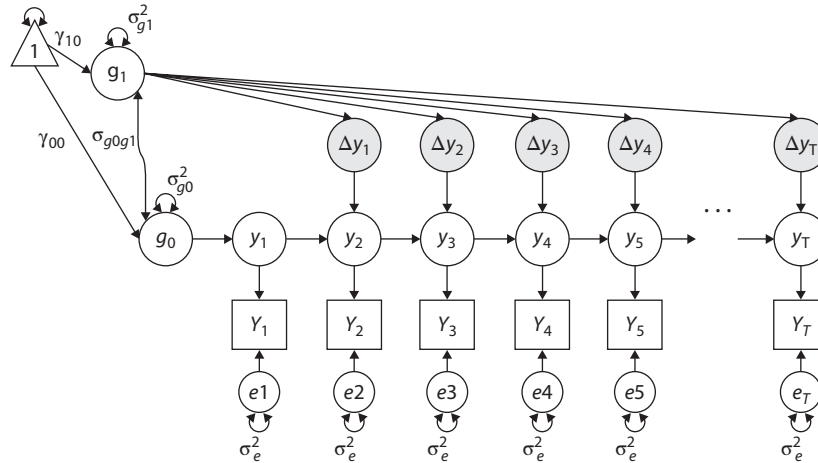 σ²g1
1
γ10
g1
γ00
σg0g1
Δy1 Δy2 Δy3 Δy4 ΔyT
σ²g0
g0 y1 y2 y3 y4 y5 ... yT
Y1 Y2 Y3 Y4 Y5 YT
e1 e2 e3 e4 e5 eT
σ²e σ²e σ²e σ²e σ²e σ²e